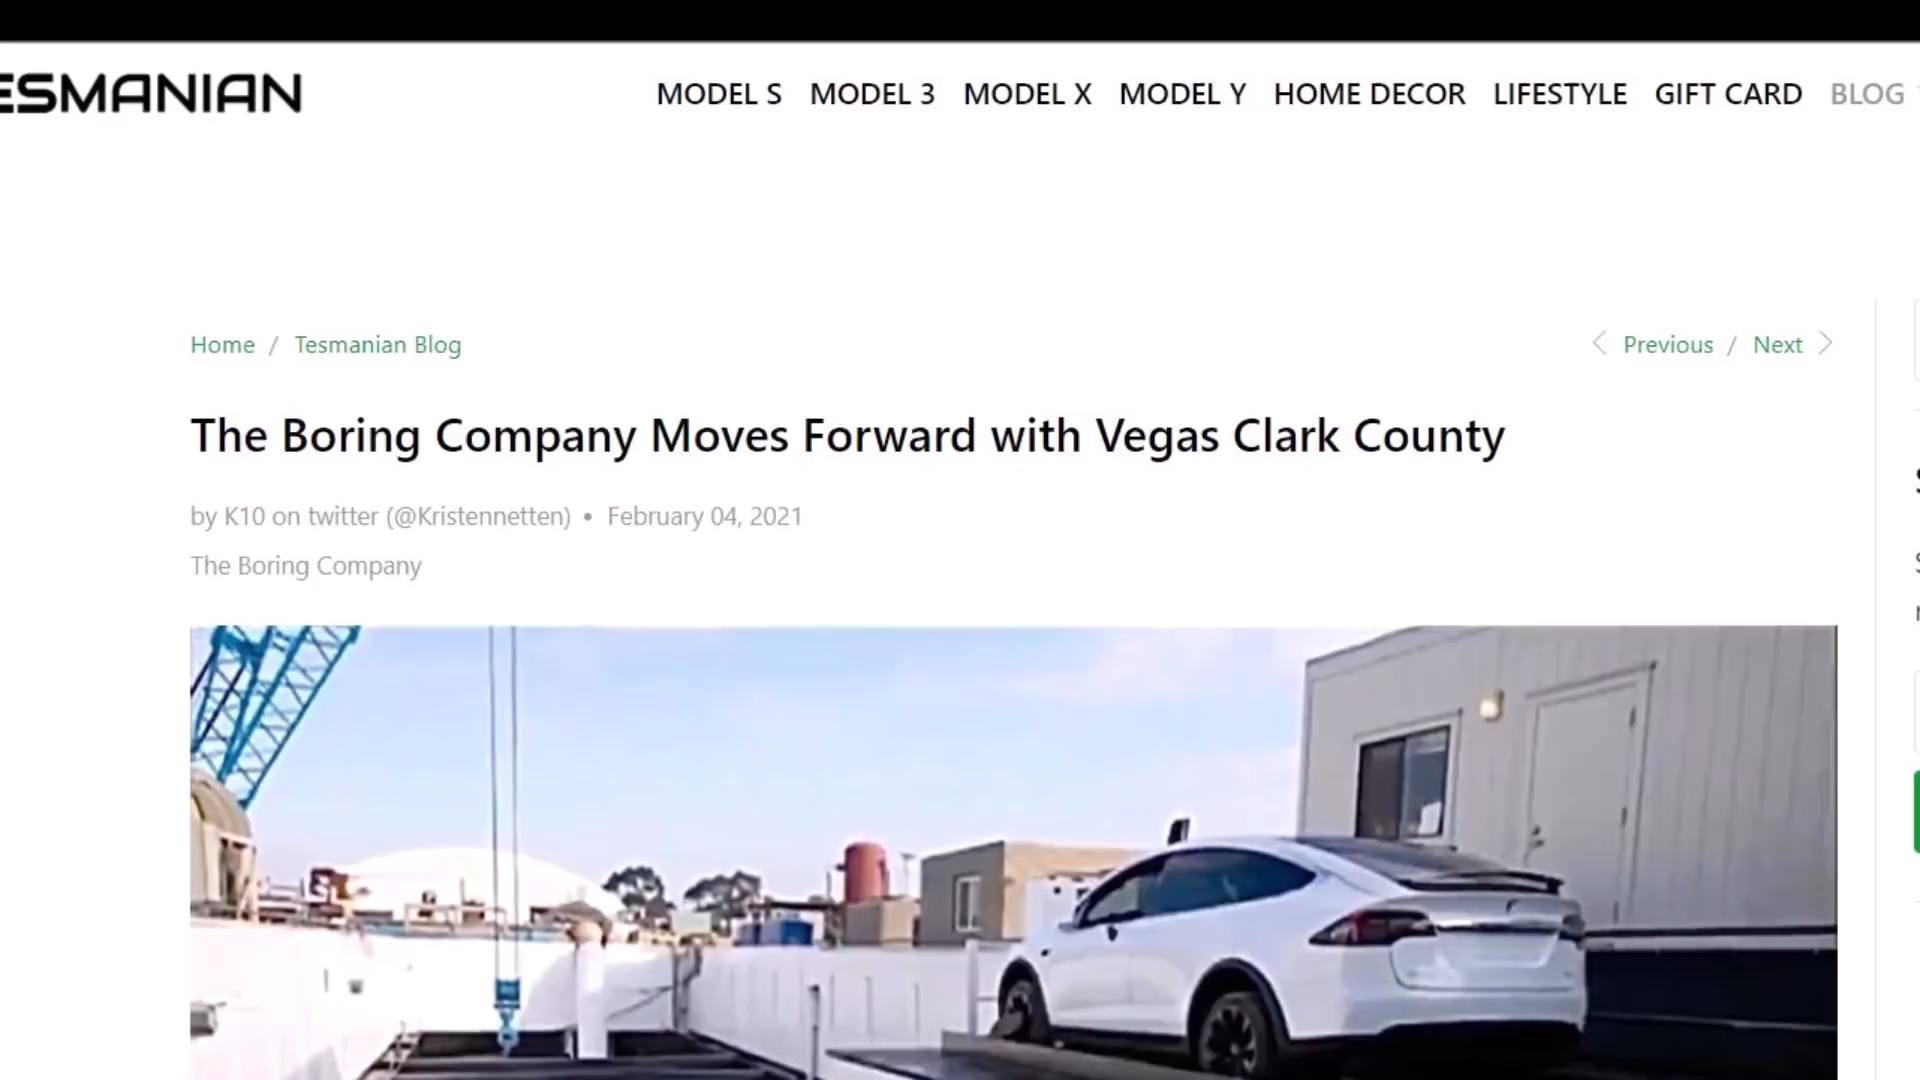 ESMANIAN
MODEL S MODEL 3 MODEL X MODEL Y HOME DECOR LIFESTYLE GIFT CARD BLOG
Home / Tesmanian Blog
Previous / Next
The Boring Company Moves Forward with Vegas Clark County
by K10 on twitter (@Kristennetten) • February 04, 2021
The Boring Company